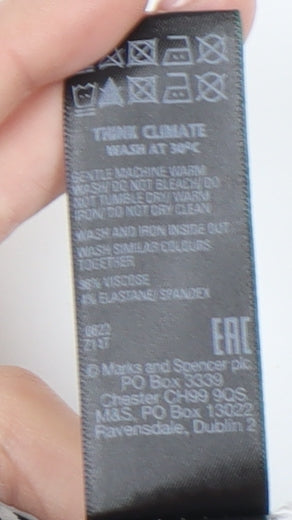 THINK CLIMATE
WASH AT 30ºC
GENTLE MACHINE WARM
WASH/ DO NOT BLEACH/ DO
NOT TUMBLE DRY/ WARM
IRON/ DO NOT DRY CLEAN
WASH AND IRON INSIDE OUT
WASH SIMILAR COLOURS
TOGETHER
96% VISCOSE
4% ELASTANE/ SPANDEX
EAC
© Marks and Spencer plc
PO Box 3339
Chester CH99 9QS
M&S, PO Box 13022
Ravensdale, Dublin 2